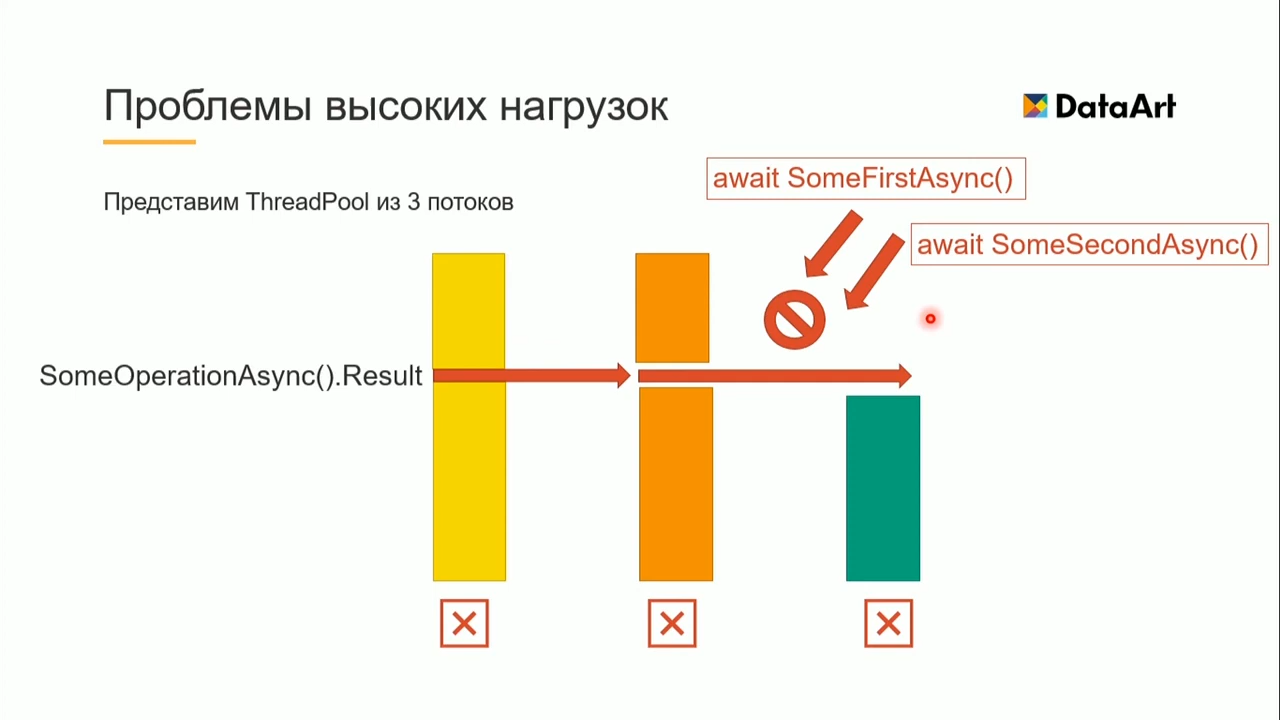 Проблемы высоких нагрузок
DataArt
Представим ThreadPool из 3 потоков
await SomeFirstAsync()
await SomeSecondAsync()
SomeOperationAsync().Result